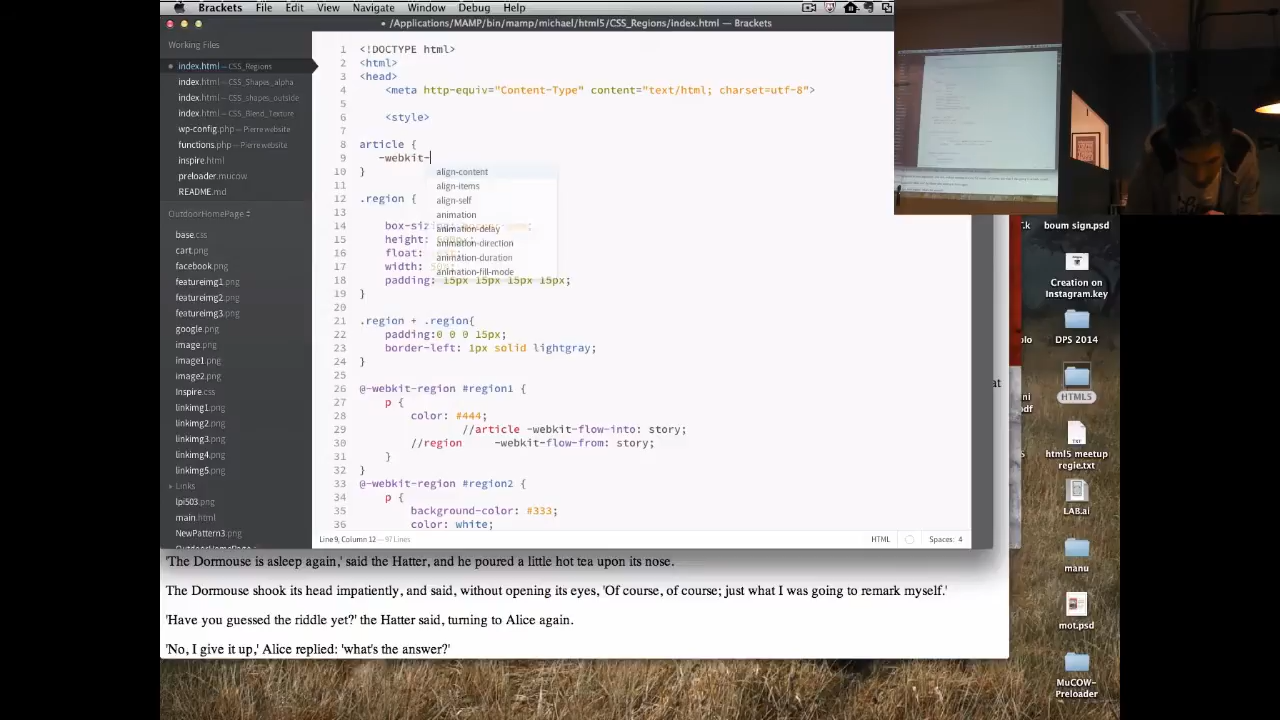 Brackets File Edit View Navigate Window Debug Help
/Applications/MAMP/bin/mamp/michael/html5/CSS_Regions/index.html — Brackets
Working Files
index.html — CSS_Regions
index.html — CSS_Shapes_alpha
index.html — CSS_shapes_outside
index.html — CSS_Blend_Texture
wp-config.php — Pierre website
functions.php — Pierre website
inspire.html
preloader.mucow
README.md
OutdoorHomePage
base.css
cart.png
facebook.png
featureimg1.png
featureimg2.png
featureimg3.png
google.png
image.png
image1.png
image2.png
Inspire.css
linkimg1.png
linkimg2.png
linkimg3.png
linkimg4.png
linkimg5.png
Links
lpi503.png
main.html
NewPattern3.png
1 <!DOCTYPE html>
2 <html>
3 <head>
4 <meta http-equiv="Content-Type" content="text/html; charset=utf-8">
5
6 <style>
7
8 article {
9 -webkit-
10 }
11
12 .region {
13
14 box-siz
15 height:
16 float:
17 width:
18 padding: 15px 15px 15px 15px;
19 }
20
21 .region + .region{
22 padding:0 0 0 15px;
23 border-left: 1px solid lightgray;
24 }
25
26 @-webkit-region #region1 {
27 p {
28 color: #444;
29 //article -webkit-flow-into: story;
30 //region -webkit-flow-from: story;
31 }
32 }
33 @-webkit-region #region2 {
34 p {
35 background-color: #333;
36 color: white;
align-content
align-items
align-self
animation
animation-delay
animation-direction
animation-duration
animation-fill-mode
Line 9, Column 12 — 97 Lines
HTML
Spaces: 4
'The Dormouse is asleep again,' said the Hatter, and he poured a little hot tea upon its nose.
The Dormouse shook its head impatiently, and said, without opening its eyes, 'Of course, of course; just what I was going to remark myself.'
'Have you guessed the riddle yet?' the Hatter said, turning to Alice again.
'No, I give it up,' Alice replied: 'what's the answer?'
at
boum sign.psd
Creation on
Instagram.key
DPS 2014
HTML5
html5 meetup
regie.txt
LAB.ai
manu
mot.psd
MuCOW-
Preloader